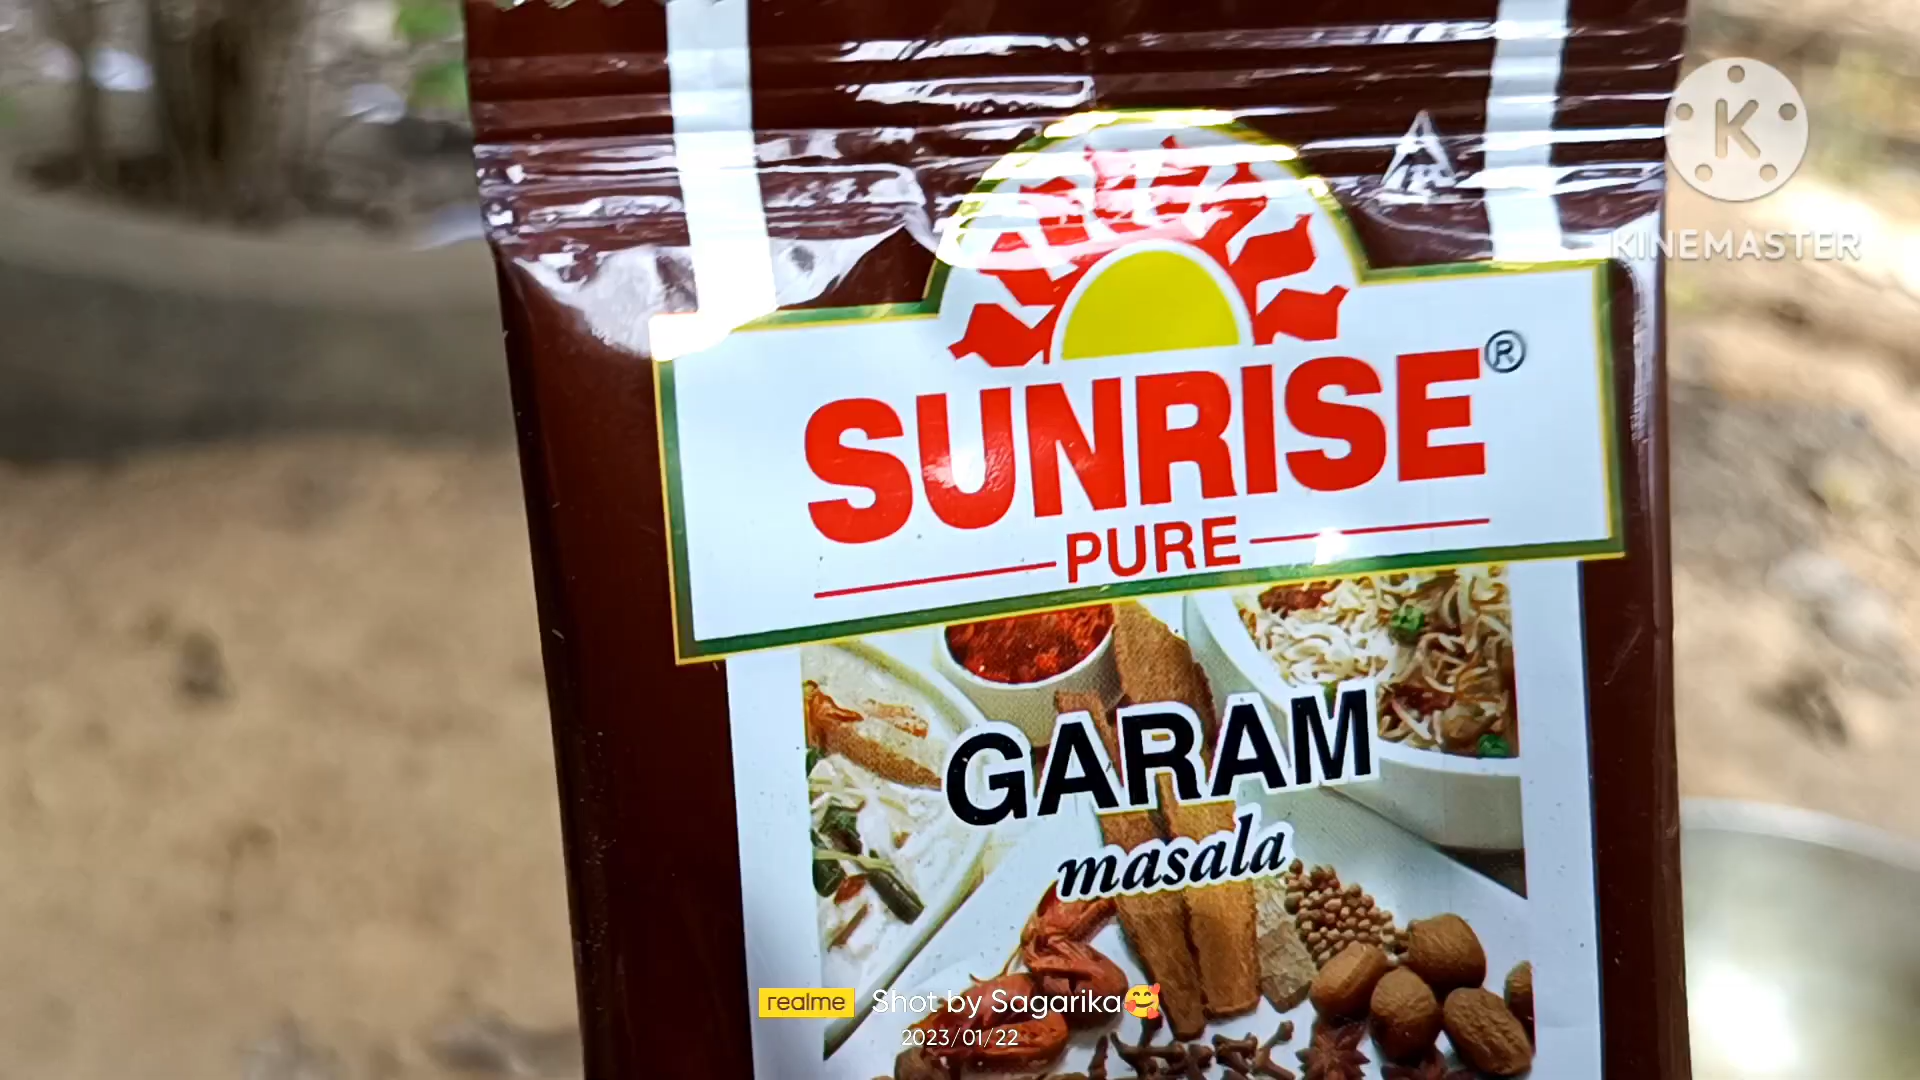 K
KINEMASTER
SUNRISE®
PURE
GARAM
masala
realme Shot by Sagarika🥰
2023/01/22